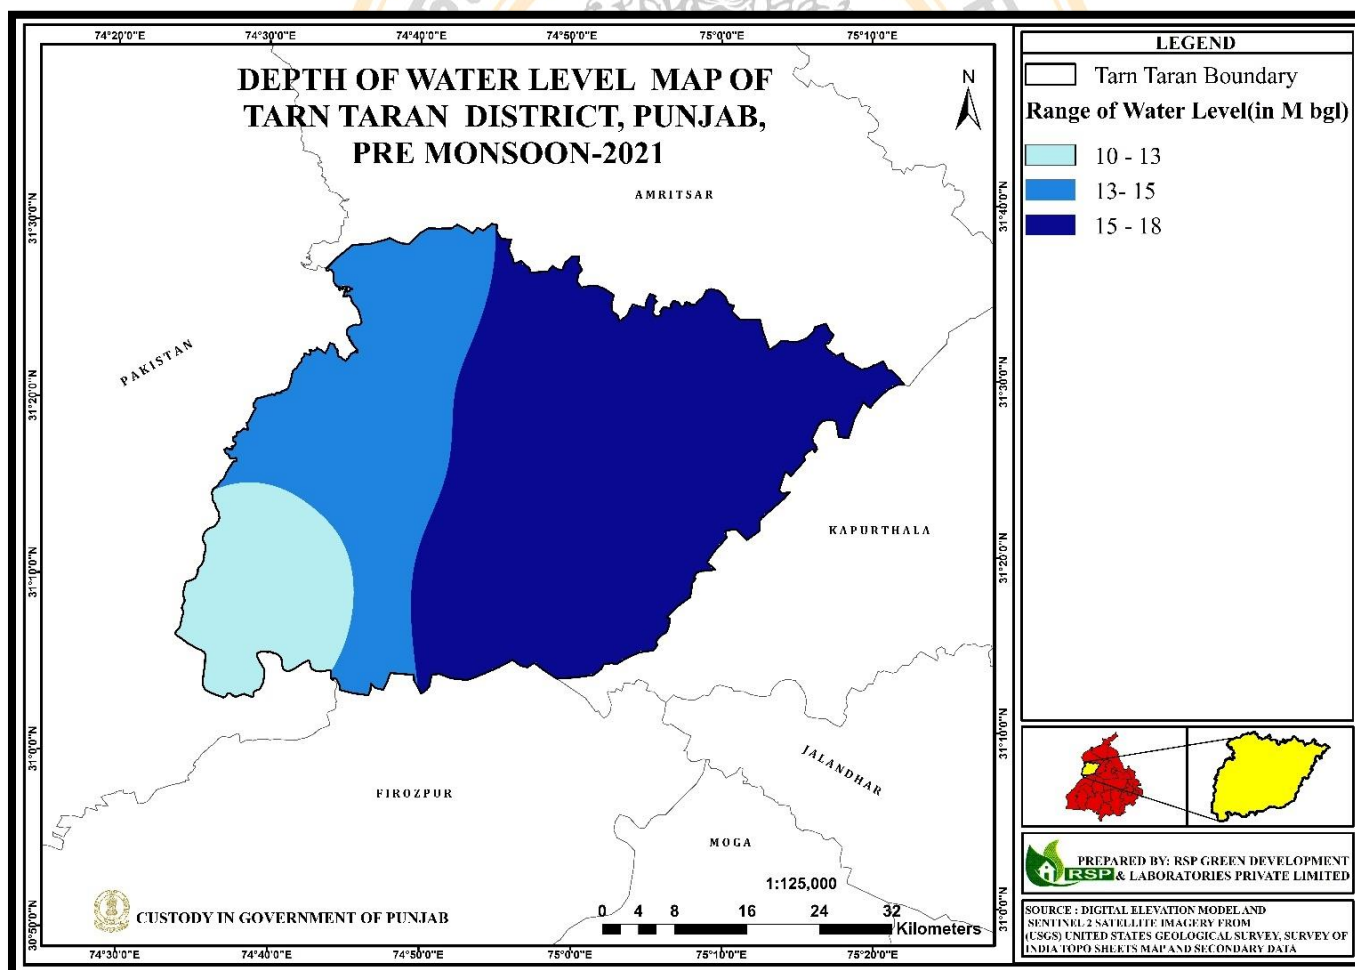 74°20'0"E 74°30'0"E 74°40'0"E 74°50'0"E 75°0'0"E 75°10'0"E
DEPTH OF WATER LEVEL MAP OF
TARN TARAN DISTRICT, PUNJAB,
PRE MONSOON-2021
N
AMRITSAR
PAKISTAN
KAPURTHALA
JALANDHAR
FIROZPUR
MOGA
31°30'0"N
31°20'0"N
31°10'0"N
31°0'0"N
30°50'0"N
31°40'0"N
31°30'0"N
31°20'0"N
31°10'0"N
31°0'0"N
1:125,000
0 4 8 16 24 32
Kilometers
CUSTODY IN GOVERNMENT OF PUNJAB
74°30'0"E 74°40'0"E 74°50'0"E 75°0'0"E 75°10'0"E 75°20'0"E
LEGEND
Tarn Taran Boundary
Range of Water Level(in M bgl)
10 - 13
13- 15
15 - 18
RSP
PREPARED BY: RSP GREEN DEVELOPMENT
& LABORATORIES PRIVATE LIMITED
SOURCE : DIGITAL ELEVATION MODEL AND
SENTINEL 2 SATELLITE IMAGERY FROM
(USGS) UNITED STATES GEOLOGICAL SURVEY, SURVEY OF
INDIA TOPO SHEETS MAP AND SECONDARY DATA